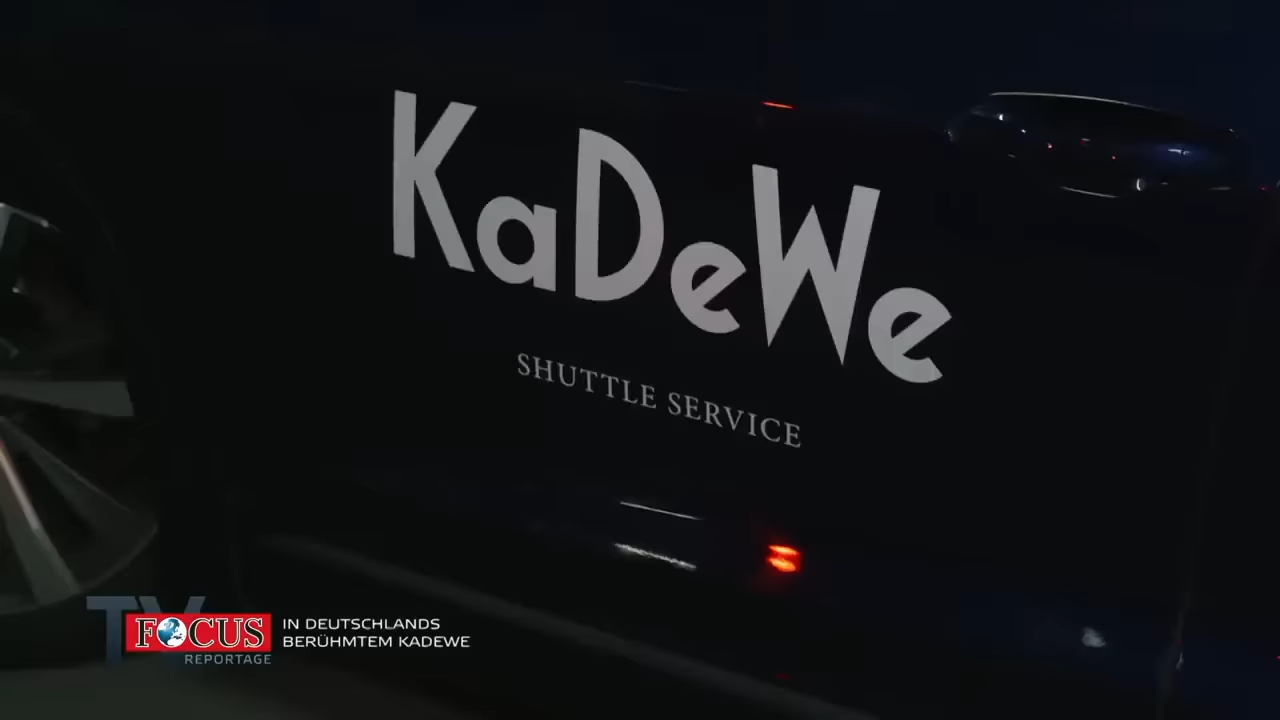 KaDeWe
SHUTTLE SERVICE
TV
FOCUS
REPORTAGE
IN DEUTSCHLANDS
BERÜHMTEM KADEWE